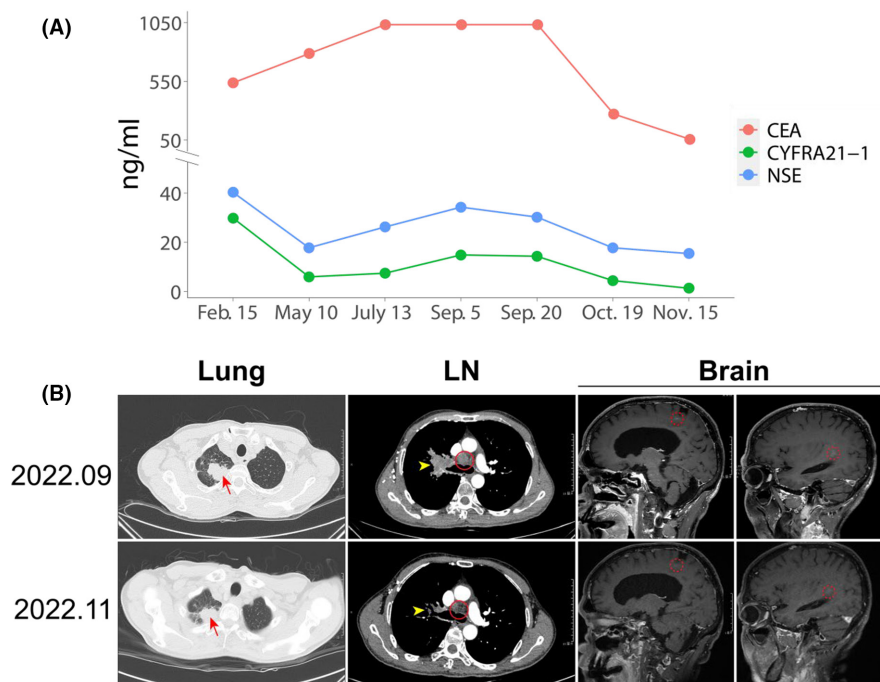 (A)
1050
550
50
40
20
0
ng/ml
Feb. 15 May 10 July 13 Sep. 5 Sep. 20 Oct. 19 Nov. 15
CEA
CYFRA21−1
NSE
(B)
Lung LN Brain
2022.09
2022.11